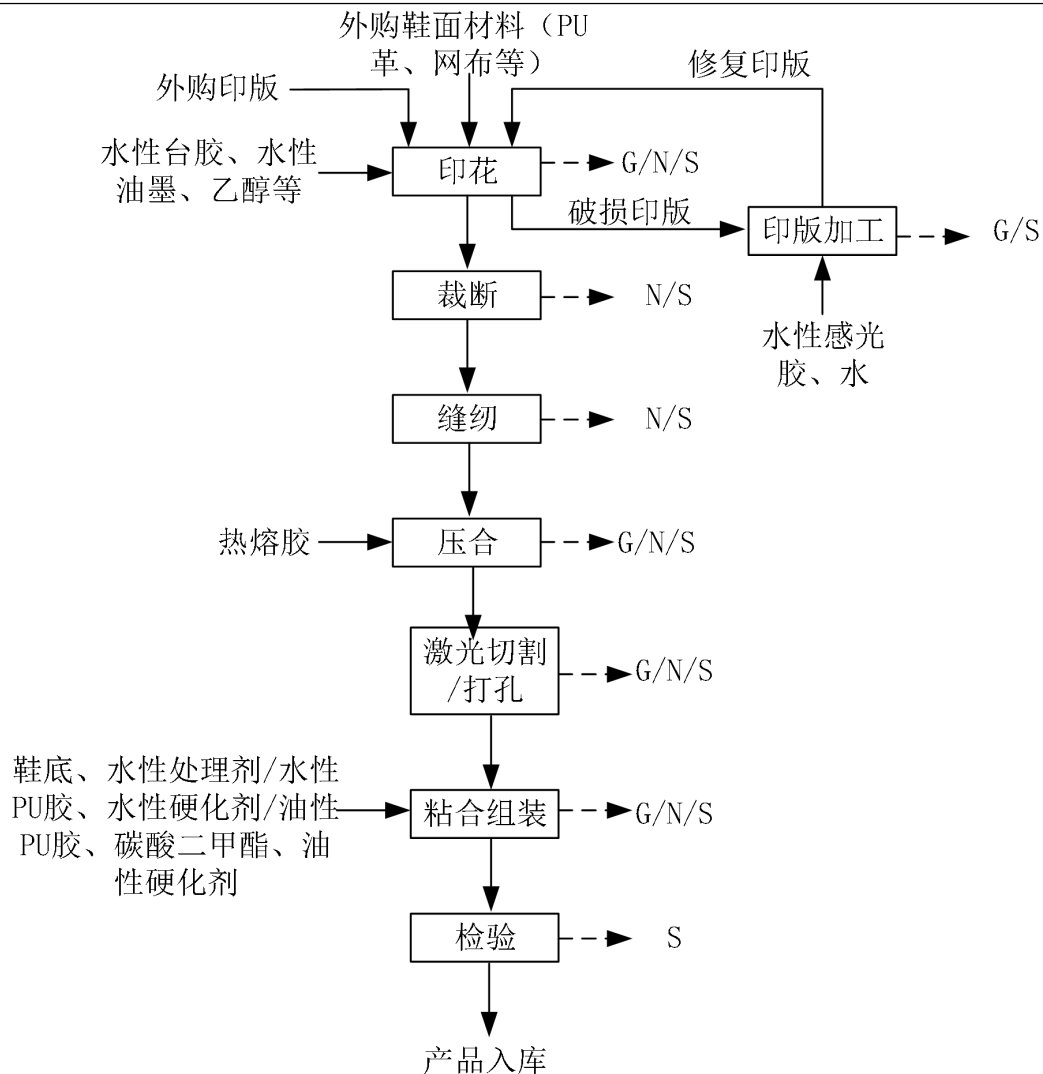 外购鞋面材料（PU
革、网布等）
修复印版
外购印版
水性台胶、水性
油墨、乙醇等
印花
G/N/S
破损印版
印版加工
G/S
裁断
N/S
水性感光
胶、水
缝纫
N/S
热熔胶
压合
G/N/S
激光切割
/打孔
G/N/S
鞋底、水性处理剂/水性
PU胶、水性硬化剂/油性
PU胶、碳酸二甲酯、油
性硬化剂
粘合组装
G/N/S
检验
S
产品入库